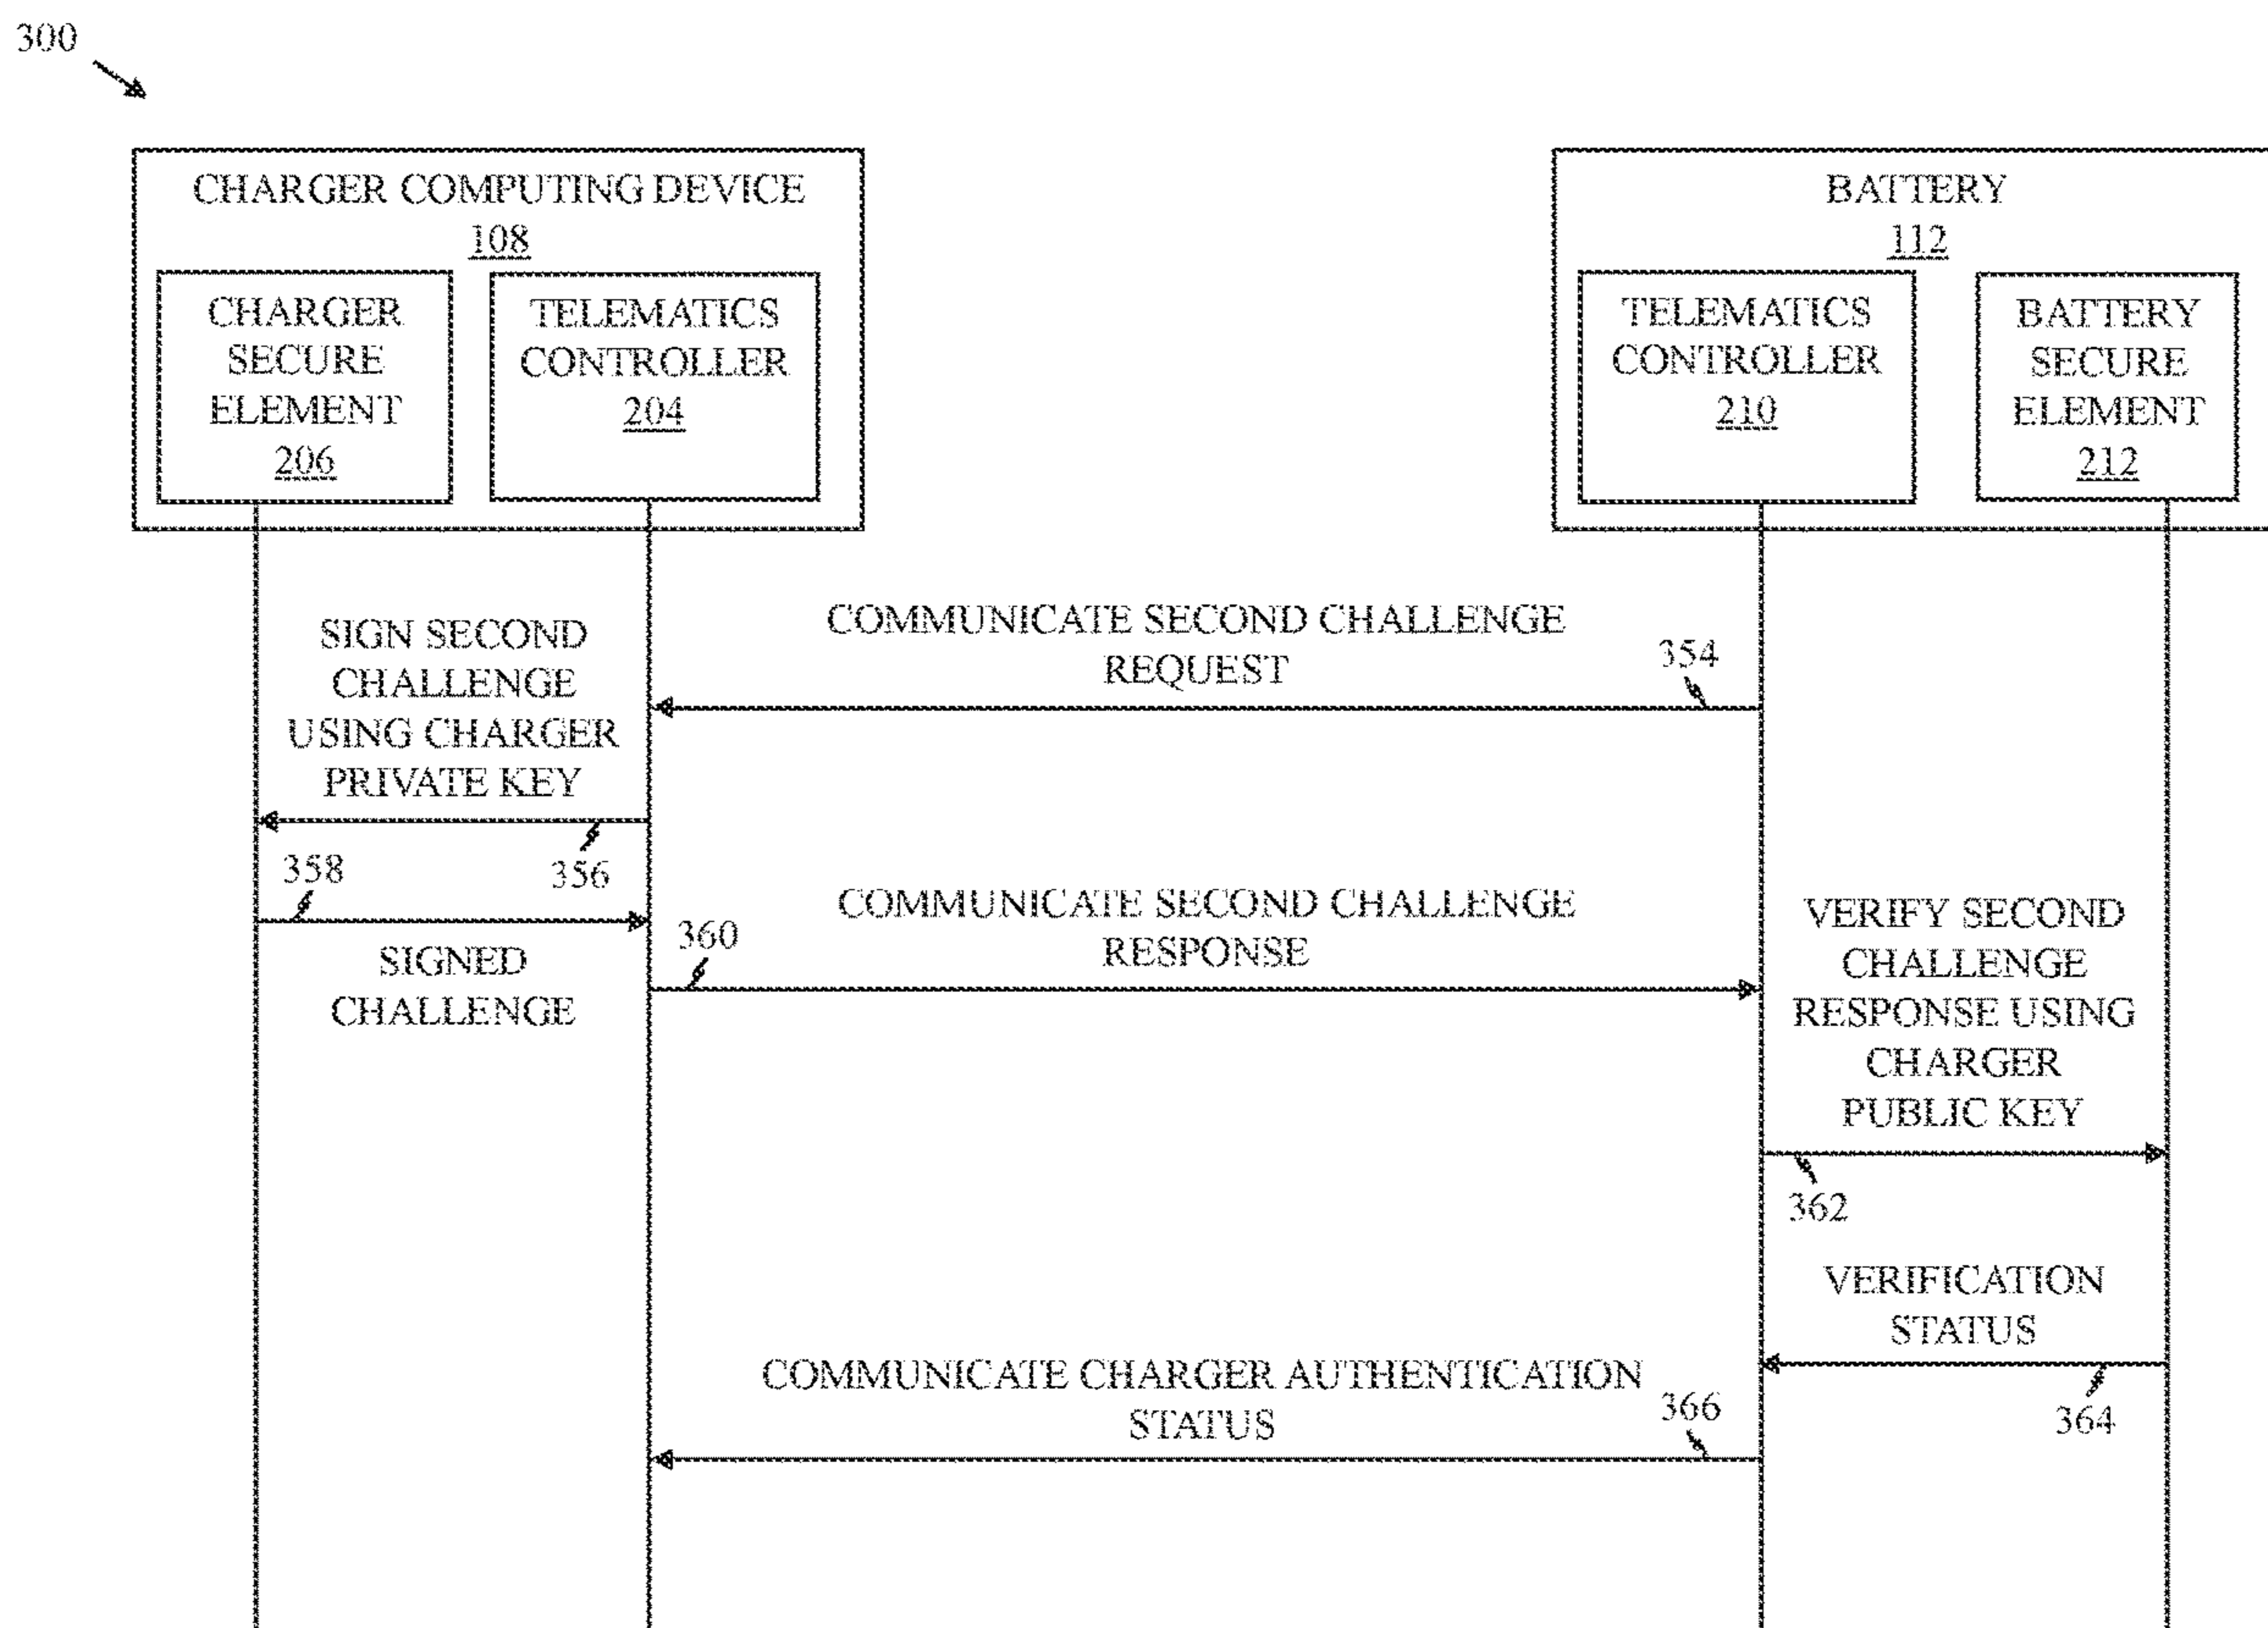 300
CHARGER COMPUTING DEVICE
108
CHARGER
SECURE
ELEMENT
206
TELEMATICS
CONTROLLER
204
BATTERY
112
TELEMATICS
CONTROLLER
210
BATTERY
SECURE
ELEMENT
212
COMMUNICATE SECOND CHALLENGE
REQUEST
354
SIGN SECOND
CHALLENGE
USING CHARGER
PRIVATE KEY
356
358
SIGNED
CHALLENGE
COMMUNICATE SECOND CHALLENGE
RESPONSE
360
VERIFY SECOND
CHALLENGE
RESPONSE USING
CHARGER
PUBLIC KEY
362
VERIFICATION
STATUS
364
COMMUNICATE CHARGER AUTHENTICATION
STATUS
366